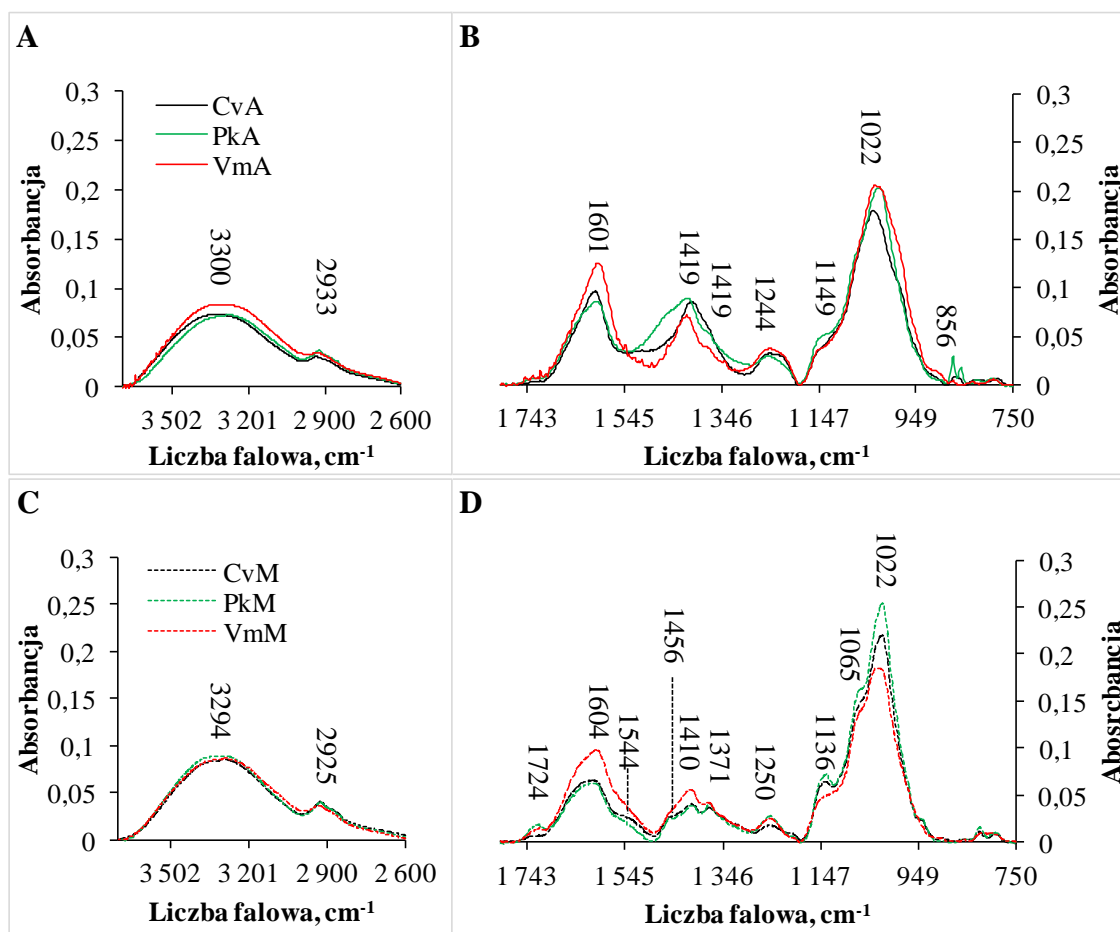 A
0,3
0,25
0,2
0,15
0,1
0,05
0
Absorbancja
CvA
PkA
VmA
3300
2933
3 502 3 201 2 900 2 600
Liczba falowa, cm-1
B
1601
1419
1419
1244
1149
1022
856
0,3
0,25
0,2
0,15
0,1
0,05
0
Absorbancja
1 743 1 545 1 346 1 147 949 750
Liczba falowa, cm-1
C
0,3
0,25
0,2
0,15
0,1
0,05
0
Absorbancja
CvM
PkM
VmM
3294
2925
3 502 3 201 2 900 2 600
Liczba falowa, cm-1
D
1724
1604
1544
1456
1410
1371
1250
1136
1065
1022
0,3
0,25
0,2
0,15
0,1
0,05
0
Abosrcbancja
1 743 1 545 1 346 1 147 949 750
Liczba falowa, cm-1